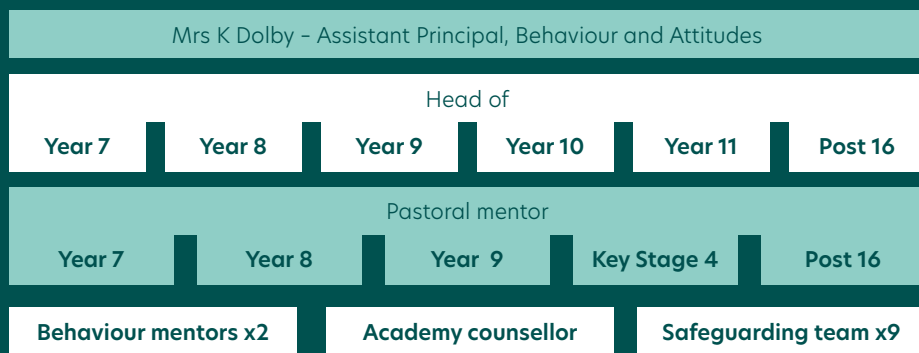 Mrs K Dolby – Assistant Principal, Behaviour and Attitudes
Head of
Year 7 Year 8 Year 9 Year 10 Year 11 Post 16
Pastoral mentor
Year 7 Year 8 Year 9 Key Stage 4 Post 16
Behaviour mentors x2 Academy counsellor Safeguarding team x9